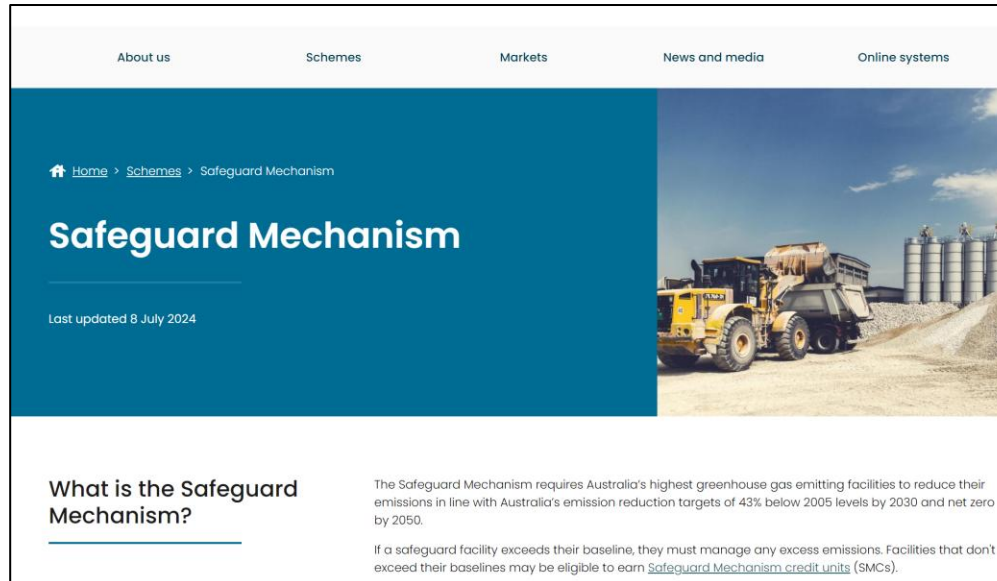 About us Schemes Markets News and media Online systems
Home > Schemes > Safeguard Mechanism
Safeguard Mechanism
Last updated 8 July 2024
What is the Safeguard
Mechanism?
The Safeguard Mechanism requires Australia's highest greenhouse gas emitting facilities to reduce their
emissions in line with Australia's emission reduction targets of 43% below 2005 levels by 2030 and net zero
by 2050.
If a safeguard facility exceeds their baseline, they must manage any excess emissions. Facilities that don't
exceed their baselines may be eligible to earn Safeguard Mechanism credit units (SMCs).